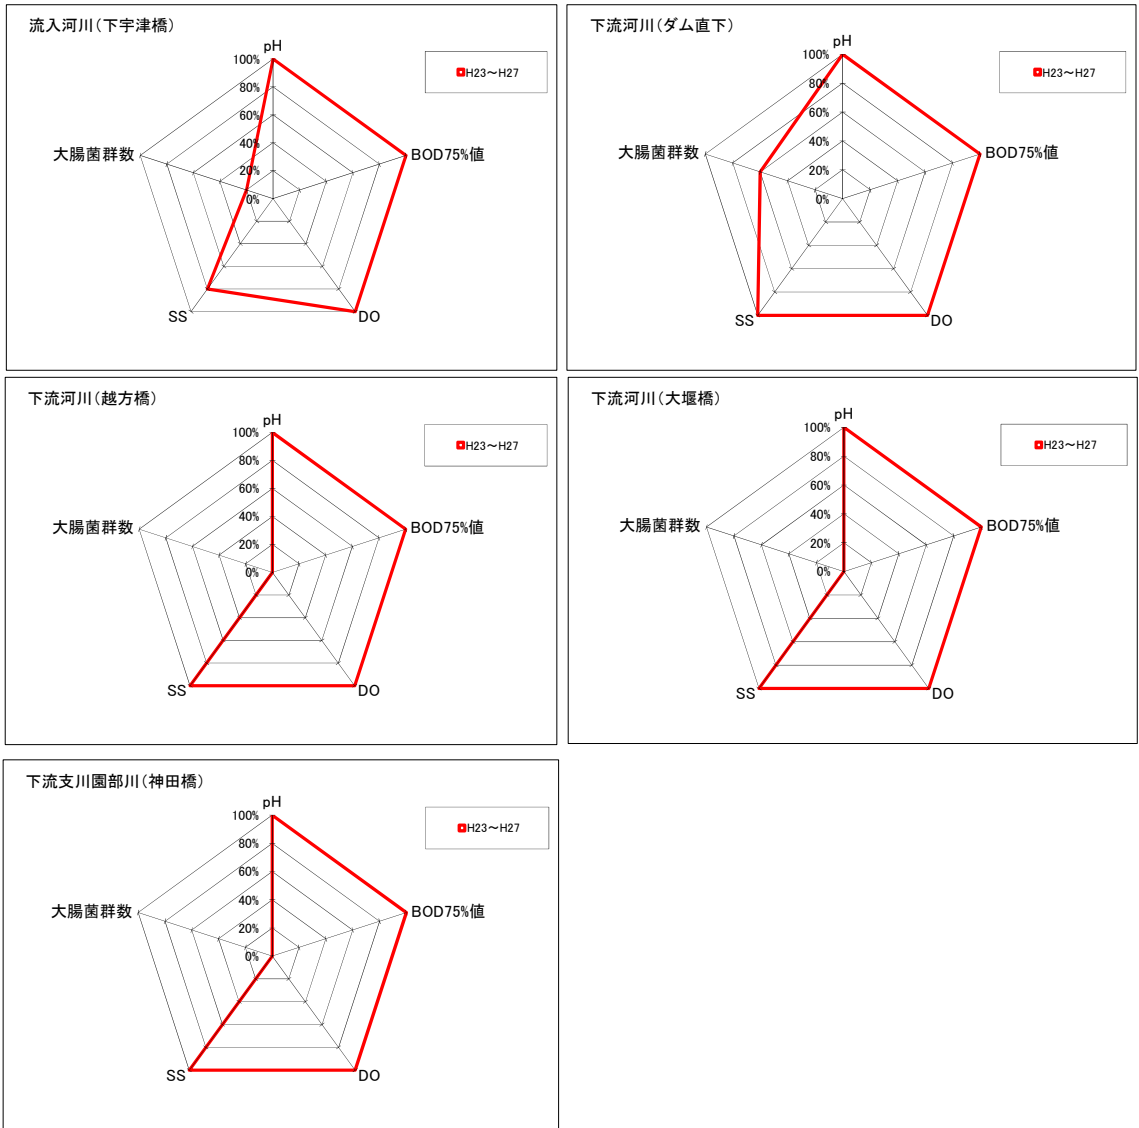 流入河川(下宇津橋)
pH
100%
80%
60%
40%
20%
0%
BOD75%値
DO
SS
大腸菌群数
H23～H27
下流河川(ダム直下)
pH
100%
80%
60%
40%
20%
0%
BOD75%値
DO
SS
大腸菌群数
H23～H27
下流河川(越方橋)
pH
100%
80%
60%
40%
20%
0%
BOD75%値
DO
SS
大腸菌群数
H23～H27
下流河川(大堰橋)
pH
100%
80%
60%
40%
20%
0%
BOD75%値
DO
SS
大腸菌群数
H23～H27
下流支川園部川(神田橋)
pH
100%
80%
60%
40%
20%
0%
BOD75%値
DO
SS
大腸菌群数
H23～H27